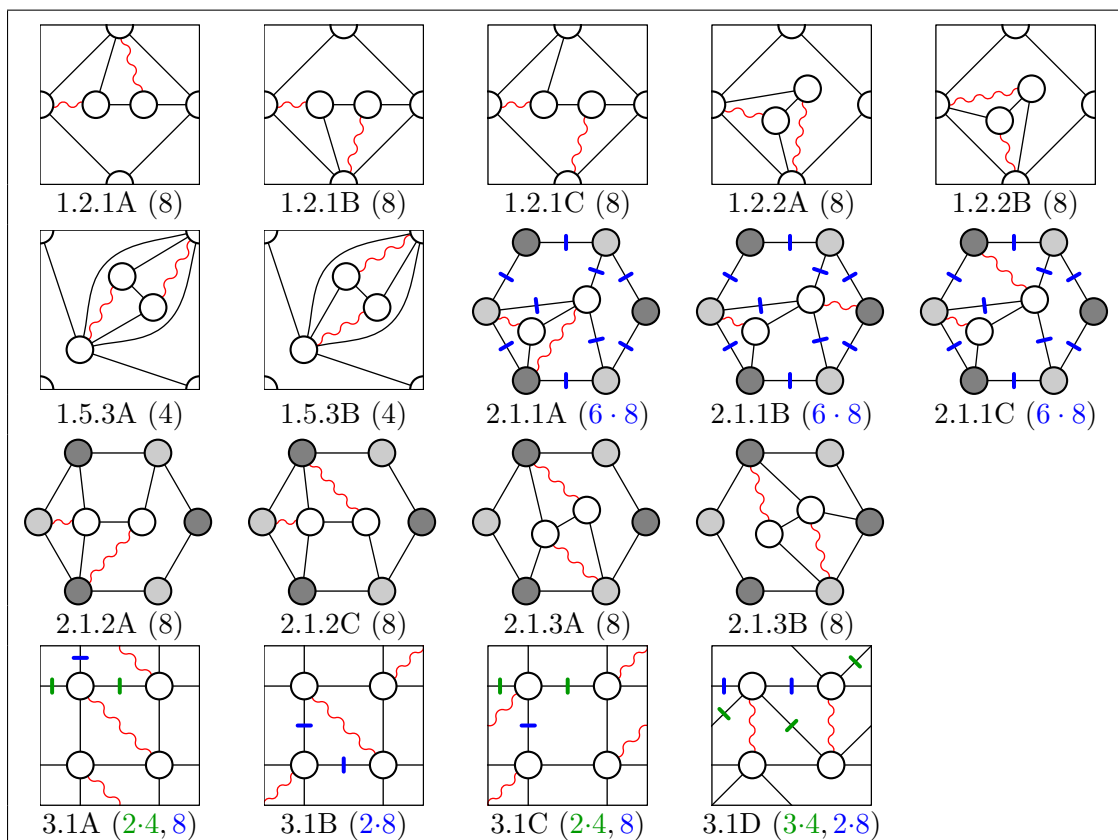 1.2.1A (8) 1.2.1B (8) 1.2.1C (8) 1.2.2A (8) 1.2.2B (8)
1.5.3A (4) 1.5.3B (4) 2.1.1A (6 · 8) 2.1.1B (6 · 8) 2.1.1C (6 · 8)
2.1.2A (8) 2.1.2C (8) 2.1.3A (8) 2.1.3B (8)
3.1A (2·4, 8) 3.1B (2·8) 3.1C (2·4, 8) 3.1D (3·4, 2·8)